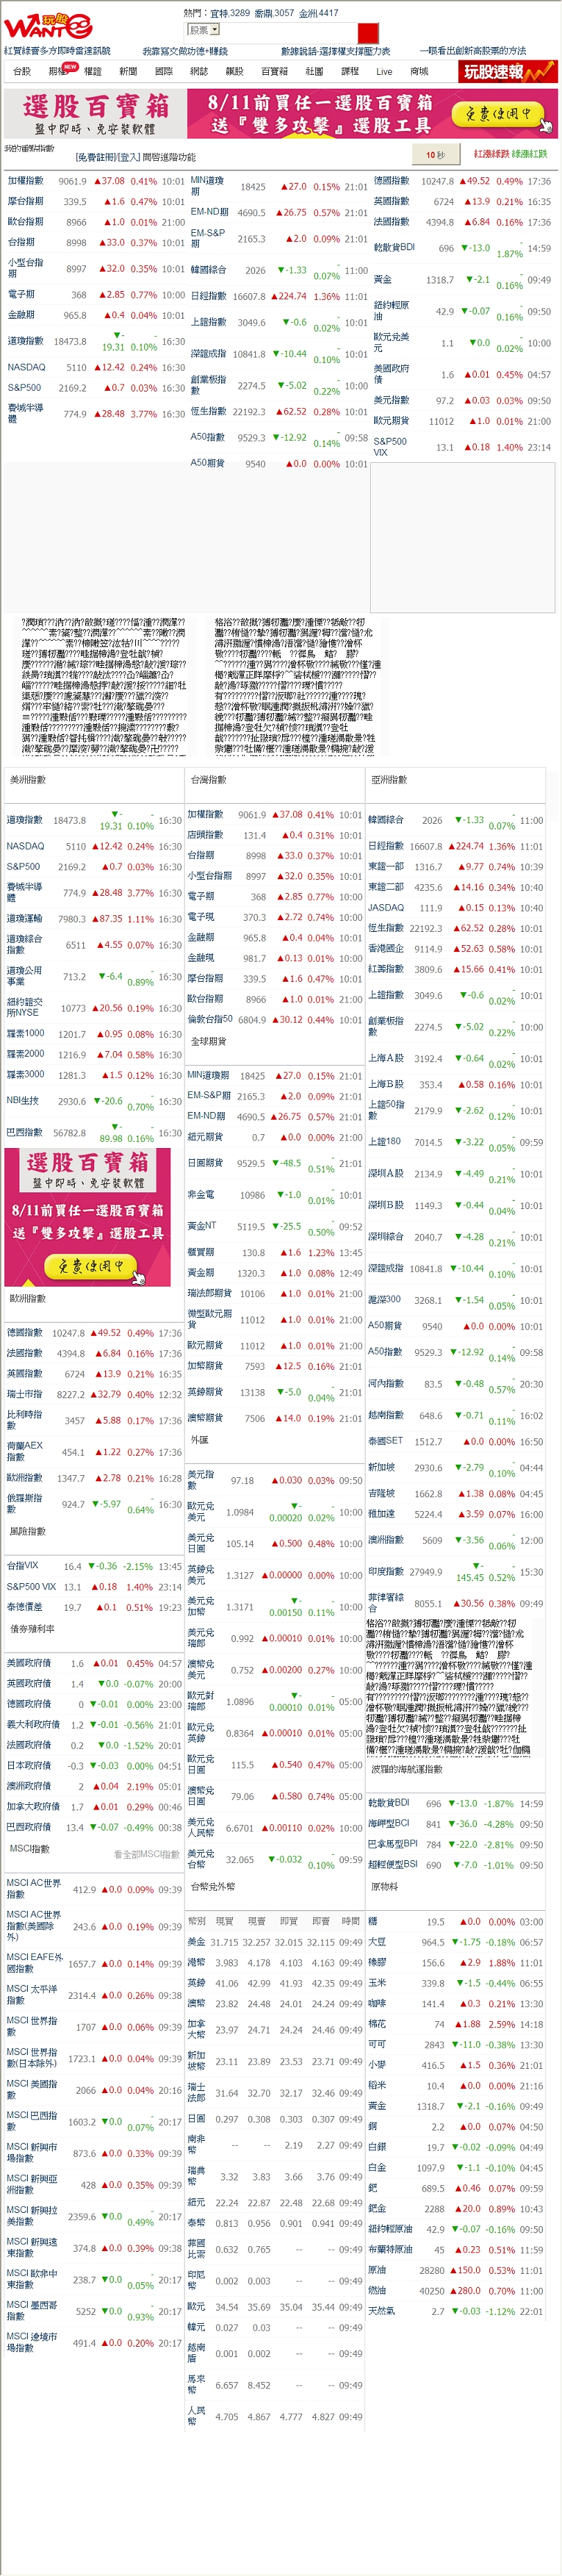 玩股
WANT
熱門：宜特,3289 喬鼎,3057 金洲,4417
股票
紅買綠賣多方即時當達訊號 我靠寫文做功德+賺錢 數據說話-選擇權支撐壓力表 一眼看出創新高股票的方法
台股 期權 NEW 權證 新聞 國際 網誌 飆股 百寶箱 社團 課程 Live 商城 玩股速報
選股百寶箱
盤中即時、免安裝軟體
8/11前買任一選股百寶箱
送『雙多攻擊』選股工具
免費使用中
我的重點指數
[免費註冊][登入] 開啓進階功能
10 秒
紅漲綠跌 綠漲紅跌
加權指數 9061.9 ▲37.08 0.41% 10:01
摩台指數 339.5 ▲1.6 0.47% 10:01
歐台指期 8966 ▲1.0 0.01% 21:00
台指期 8998 ▲33.0 0.37% 10:01
小型台指期 8997 ▲32.0 0.35% 10:01
電子期 368 ▲2.85 0.77% 10:00
金融期 965.8 ▲0.4 0.04% 10:01
道瓊指數 18473.8 ▼-19.31 -0.10% 16:30
NASDAQ 5110 ▲12.42 0.24% 16:30
S&P500 2169.2 ▲0.7 0.03% 16:30
費城半導體 774.9 ▲28.48 3.77% 16:30
MINI道瓊期 18425 ▲27.0 0.15% 21:01
EM-ND期 4690.5 ▲26.75 0.57% 21:01
EM-S&P期 2165.3 ▲2.0 0.09% 21:01
韓國綜合 2026 ▼-1.33 -0.07% 11:00
日經指數 16607.8 ▲224.74 1.36% 11:01
上證指數 3049.6 ▼-0.6 -0.02% 10:01
深證成指 10841.8 ▼-10.44 -0.10% 10:01
創業板指數 2274.5 ▼-5.02 -0.22% 10:00
恆生指數 22192.3 ▲62.52 0.28% 10:01
A50指數 9529.3 ▼-12.92 -0.14% 09:58
A50期貨 9540 ▲0.0 0.00% 10:01
德國指數 10247.8 ▲49.52 0.49% 17:36
英國指數 6724 ▲13.9 0.21% 16:35
法國指數 4394.8 ▲6.84 0.16% 17:36
乾散貨BDI 696 ▼-13.0 -1.87% 14:59
黃金 1318.7 ▼-2.1 -0.16% 09:49
紐約輕原油 42.9 ▼-0.07 -0.16% 09:50
歐元兌美元 1.1 ▼0.0 -0.02% 10:00
美國政府債 1.6 ▲0.01 0.45% 04:57
美元指數 97.2 ▲0.03 0.03% 09:50
歐元期貨 11012 ▲1.0 0.01% 21:00
S&P500 VIX 13.1 ▲0.18 1.40% 23:14
美洲指數
道瓊指數 18473.8 ▼-19.31 -0.10% 16:30
NASDAQ 5110 ▲12.42 0.24% 16:30
S&P500 2169.2 ▲0.7 0.03% 16:30
費城半導體 774.9 ▲28.48 3.77% 16:30
道瓊運輸 7980.3 ▲87.35 1.11% 16:30
道瓊綜合指數 6511 ▲4.55 0.07% 16:30
道瓊公用事業 713.2 ▼-6.4 -0.89% 16:30
紐約證交所NYSE 10773 ▲20.56 0.19% 16:30
羅素1000 1201.7 ▲0.95 0.08% 16:30
羅素2000 1216.9 ▲7.04 0.58% 16:30
羅素3000 1281.3 ▲1.5 0.12% 16:30
NBI生技 2930.6 ▼-20.6 -0.70% 16:30
巴西指數 56782.8 ▼-89.98 -0.16% 16:30
選股百寶箱
盤中即時、免安裝軟體
8/11前買任一選股百寶箱
送『雙多攻擊』選股工具
免費使用中
歐洲指數
德國指數 10247.8 ▲49.52 0.49% 17:36
法國指數 4394.8 ▲6.84 0.16% 17:36
英國指數 6724 ▲13.9 0.21% 16:35
瑞士市指 8227.2 ▲32.79 0.40% 12:32
比利時指數 3457 ▲5.88 0.17% 17:36
荷蘭AEX指數 454.1 ▲1.22 0.27% 17:36
歐洲指數 1347.7 ▲2.78 0.21% 16:28
俄羅斯指數 924.7 ▼-5.97 -0.64% 16:30
風險指數
台指VIX 16.4 ▼-0.36 -2.15% 13:45
S&P500 VIX 13.1 ▲0.18 1.40% 23:14
泰德價差 19.7 ▲0.1 0.51% 19:23
債券殖利率
美國政府債 1.6 ▲0.01 0.45% 04:57
英國政府債 1.4 ▼0.0 -0.07% 20:00
德國政府債 0 ▼-0.01 0.00% 23:00
義大利政府債 1.2 ▼-0.01 -0.56% 21:01
法國政府債 0.2 ▼0.0 -1.52% 20:01
日本政府債 -0.3 ▼-0.03 0.00% 04:51
澳洲政府債 2 ▲0.04 2.19% 05:01
加拿大政府債 1.7 ▲0.01 0.29% 00:46
巴西政府債 13.4 ▼-0.07 -0.49% 00:38
MSCI指數
看全部MSCI指數
MSCI AC世界指數 412.9 ▲0.0 0.09% 09:39
MSCI AC世界指數(美國除外) 243.6 ▲0.0 0.19% 09:39
MSCI EAFE外國指數 1657.7 ▲0.0 0.14% 09:39
MSCI 太平洋指數 2314.4 ▲0.0 0.26% 09:38
MSCI 世界指數 1707 ▲0.0 0.06% 09:39
MSCI 世界指數(日本除外) 1723.1 ▲0.0 0.04% 09:39
MSCI 美國指數 2066 ▲0.0 0.04% 20:16
MSCI 巴西指數 1603.2 ▼0.0 -0.07% 20:17
MSCI 新興市場指數 873.6 ▲0.0 0.33% 09:39
MSCI 新興亞洲指數 428 ▲0.0 0.35% 09:39
MSCI 新興拉美指數 2359.6 ▼0.0 -0.49% 20:17
MSCI 新興遠東指數 374.8 ▲0.0 0.39% 09:38
MSCI 歐非中東指數 238.7 ▼0.0 -0.05% 20:17
MSCI 墨西哥指數 5252 ▼0.0 -0.93% 20:17
MSCI 邊境市場指數 491.4 ▲0.0 0.20% 20:17
台灣指數
加權指數 9061.9 ▲37.08 0.41% 10:01
店頭指數 131.4 ▲0.4 0.31% 10:01
台指期 8998 ▲33.0 0.37% 10:01
小型台指期 8997 ▲32.0 0.35% 10:01
電子期 368 ▲2.85 0.77% 10:00
電子現 370.3 ▲2.72 0.74% 10:00
金融期 965.8 ▲0.4 0.04% 10:01
金融現 981.7 ▲0.13 0.01% 10:00
摩台指期 339.5 ▲1.6 0.47% 10:01
歐台指期 8966 ▲1.0 0.01% 21:00
倫敦台指50 6804.9 ▲30.12 0.44% 10:01
全球期貨
MINI道瓊期 18425 ▲27.0 0.15% 21:01
EM-S&P期 2165.3 ▲2.0 0.09% 21:01
EM-ND期 4690.5 ▲26.75 0.57% 21:01
紐元期貨 0.7 ▲0.0 0.00% 21:00
日圓期貨 9529.5 ▼-48.5 -0.51% 21:01
非金電 10986 ▼-1.0 -0.01% 10:01
黃金NT 5119.5 ▼-25.5 -0.50% 09:52
櫃買期 130.8 ▲1.6 1.23% 13:45
黃金期 1320.3 ▲1.0 0.08% 12:49
瑞法郎期貨 10106 ▲1.0 0.01% 21:00
微型歐元期貨 11012 ▲1.0 0.01% 21:00
歐元期貨 11012 ▲1.0 0.01% 21:00
加幣期貨 7593 ▲12.5 0.16% 21:01
英鎊期貨 13138 ▼-5.0 -0.04% 21:01
澳幣期貨 7506 ▲14.0 0.19% 21:01
外匯
美元指數 97.18 ▲0.030 0.03% 09:50
歐元兌美元 1.0984 ▼-0.00020 -0.02% 10:00
美元兌日圓 105.14 ▲0.500 0.48% 10:00
英鎊兌美元 1.3127 ▲0.00000 0.00% 10:00
美元兌加幣 1.3171 ▼-0.00150 -0.11% 10:00
美元兌瑞郎 0.992 ▲0.00010 0.01% 10:00
澳幣兌美元 0.752 ▲0.00200 0.27% 10:00
歐元對瑞郎 1.0896 ▼-0.00010 -0.01% 05:00
歐元兌英鎊 0.8364 ▲0.00010 0.01% 05:00
歐元兌日圓 115.5 ▲0.540 0.47% 05:00
澳幣兌日圓 79.06 ▲0.580 0.74% 05:00
美元兌人民幣 6.6701 ▲0.00110 0.02% 10:00
美元兌台幣 32.065 ▼-0.032 -0.10% 09:59
台幣兌外幣
幣別 現買 現賣 即買 即賣 時間
美金 31.715 32.257 32.015 32.115 09:49
港幣 3.983 4.178 4.103 4.163 09:49
英鎊 41.06 42.99 41.93 42.35 09:49
澳幣 23.82 24.48 24.01 24.24 09:49
加拿大幣 23.97 24.71 24.24 24.46 09:49
新加坡幣 23.11 23.89 23.53 23.71 09:49
瑞士法郎 31.64 32.70 32.17 32.46 09:49
日圓 0.297 0.308 0.303 0.307 09:49
南非幣 -- -- 2.19 2.27 09:49
瑞典幣 3.32 3.83 3.66 3.76 09:49
紐元 22.24 22.87 22.48 22.68 09:49
泰幣 0.813 0.956 0.901 0.941 09:49
菲國比索 0.632 0.765 -- -- 09:49
印尼幣 0.002 0.003 -- -- 09:49
歐元 34.54 35.69 35.04 35.44 09:49
韓元 0.027 0.03 -- -- 09:49
越南盾 0.001 0.002 -- -- 09:49
馬來幣 6.657 8.452 -- -- 09:49
人民幣 4.705 4.867 4.777 4.827 09:49
亞洲指數
韓國綜合 2026 ▼-1.33 -0.07% 11:00
日經指數 16607.8 ▲224.74 1.36% 11:01
東證一部 1316.7 ▲9.77 0.74% 10:39
東證二部 4235.6 ▲14.16 0.34% 10:40
JASDAQ 111.9 ▲0.15 0.13% 10:40
恆生指數 22192.3 ▲62.52 0.28% 10:01
香港國企 9114.9 ▲52.63 0.58% 10:01
紅籌指數 3809.6 ▲15.66 0.41% 10:01
上證指數 3049.6 ▼-0.6 -0.02% 10:01
創業板指數 2274.5 ▼-5.02 -0.22% 10:00
上海Ａ股 3192.4 ▼-0.64 -0.02% 10:01
上海Ｂ股 353.4 ▲0.58 0.16% 10:01
上證50指數 2179.9 ▼-2.62 -0.12% 10:01
上證180 7014.5 ▼-3.22 -0.05% 09:59
深圳Ａ股 2134.9 ▼-4.49 -0.21% 10:01
深圳Ｂ股 1149.3 ▼-0.44 -0.04% 10:01
深圳綜合 2040.7 ▼-4.28 -0.21% 10:01
深證成指 10841.8 ▼-10.44 -0.10% 10:01
滬深300 3268.1 ▼-1.54 -0.05% 10:01
A50期貨 9540 ▲0.0 0.00% 10:01
A50指數 9529.3 ▼-12.92 -0.14% 09:58
河內指數 83.5 ▼-0.48 -0.57% 20:30
越南指數 648.6 ▼-0.71 -0.11% 16:02
泰國SET 1512.7 ▲0.0 0.00% 16:50
新加坡 2930.6 ▼-2.79 -0.10% 04:44
吉隆坡 1662.8 ▲1.38 0.08% 04:45
雅加達 5224.4 ▲3.59 0.07% 16:00
澳洲指數 5609 ▼-3.56 -0.06% 12:00
印度指數 27949.9 ▼-145.45 -0.52% 15:30
菲律賓綜合 8055.1 ▲30.56 0.38% 09:49
波羅的海航運指數
乾散貨BDI 696 ▼-13.0 -1.87% 14:59
海岬型BCI 841 ▼-36.0 -4.28% 09:50
巴拿馬型BPI 784 ▼-22.0 -2.81% 09:50
超輕便型BSI 690 ▼-7.0 -1.01% 09:50
原物料
糖 19.5 ▲0.0 0.00% 03:00
大豆 964.5 ▼-1.75 -0.18% 06:57
橡膠 156.6 ▲2.9 1.88% 11:01
玉米 339.8 ▼-1.5 -0.44% 06:55
咖啡 141.4 ▲0.3 0.21% 13:30
棉花 74 ▲1.88 2.59% 14:18
可可 2843 ▼-11.0 -0.38% 13:30
小麥 416.5 ▲1.5 0.36% 21:01
稻米 10.4 ▲0.0 0.00% 21:16
黃金 1318.7 ▼-2.1 -0.16% 09:49
銅 2.2 ▼0.0 0.07% 04:50
白銀 19.7 ▼-0.02 -0.09% 04:49
白金 1097.9 ▼-1.1 -0.10% 04:45
鈀 689.5 ▲0.46 0.07% 09:59
鈀金 2288 ▲20.0 0.89% 10:43
紐約輕原油 42.9 ▼-0.07 -0.16% 09:50
布蘭特原油 45 ▲0.23 0.51% 11:59
原油 28280 ▲150.0 0.53% 11:01
燃油 40250 ▲280.0 0.70% 11:00
天然氣 2.7 ▼-0.03 -1.12% 22:01